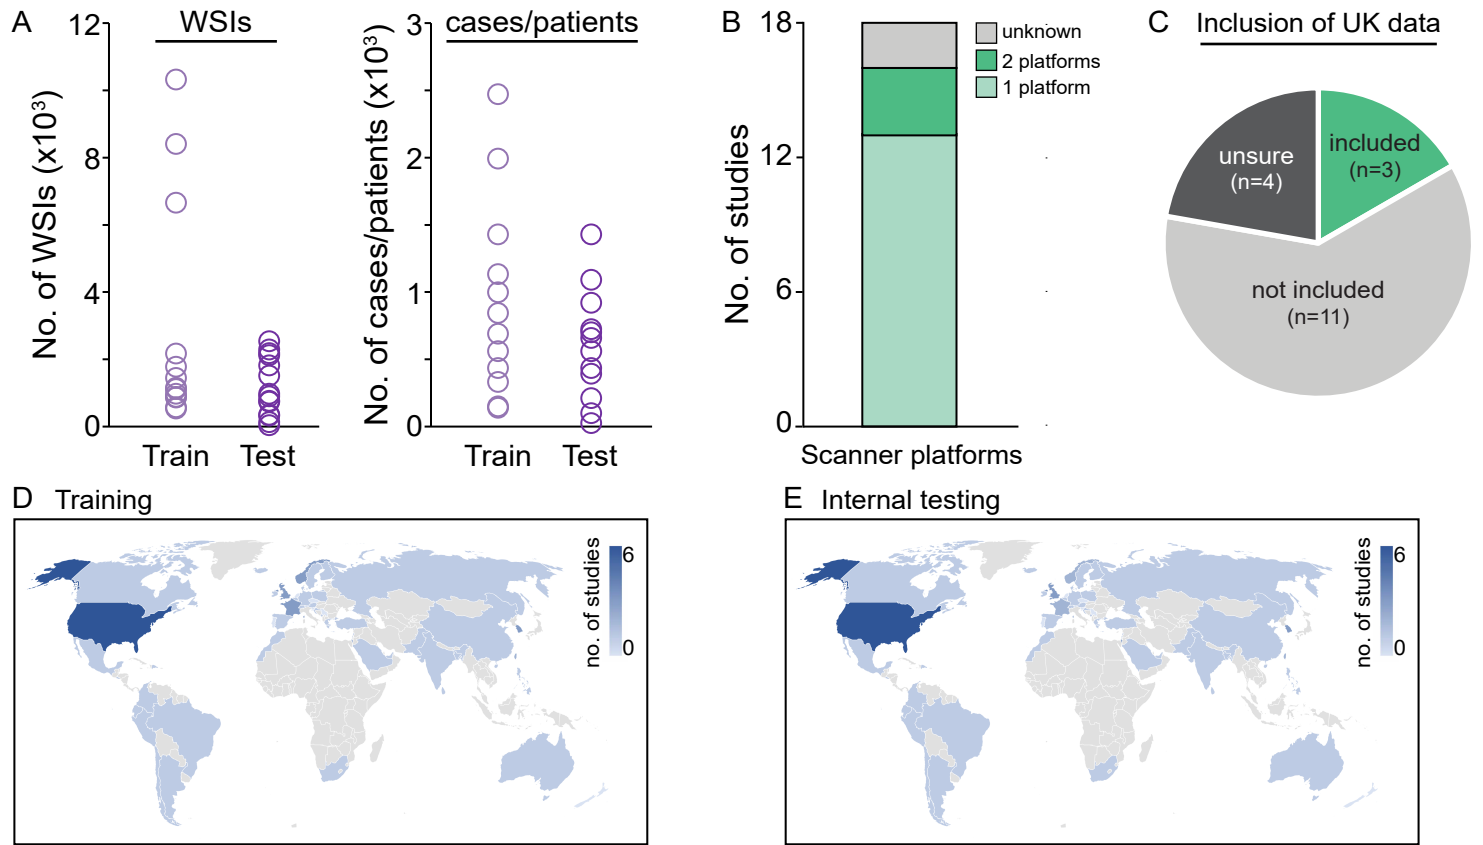 A
WSIs
No. of WSIs (x10³)
12
8
4
0
Train
Test
cases/patients
No. of cases/patients (x10³)
3
2
1
0
Train
Test
B
No. of studies
18
12
6
0
Scanner platforms
unknown
2 platforms
1 platform
C
Inclusion of UK data
unsure
(n=4)
included
(n=3)
not included
(n=11)
D
Training
no. of studies
6
0
E
Internal testing
no. of studies
6
0